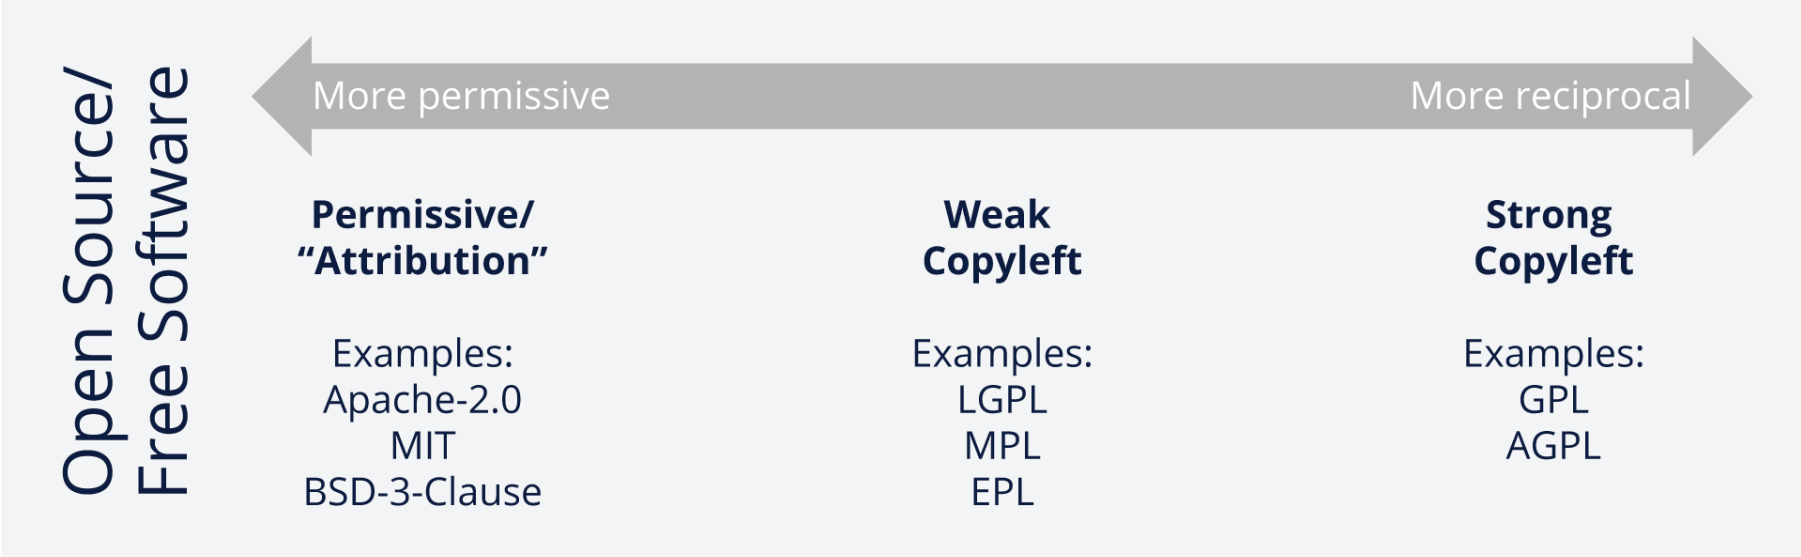 Open Source/
Free Software
More permissive
More reciprocal
Permissive/
“Attribution”
Examples:
Apache-2.0
MIT
BSD-3-Clause
Weak
Copyleft
Examples:
LGPL
MPL
EPL
Strong
Copyleft
Examples:
GPL
AGPL